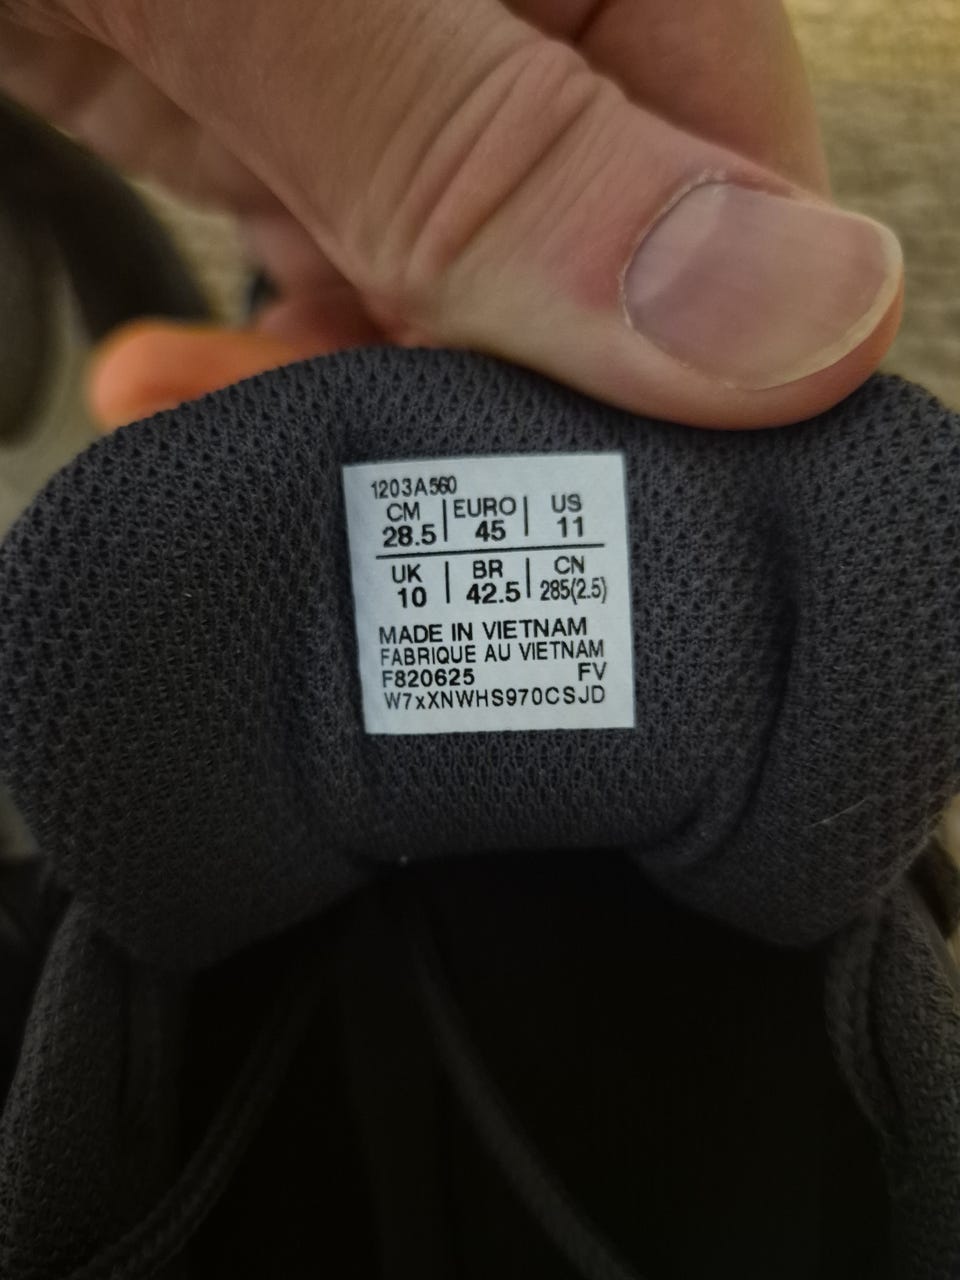 1203A560
CM | EURO | US
28.5 | 45 | 11
UK | BR | CN
10 | 42.5 | 285(2.5)
MADE IN VIETNAM
FABRIQUE AU VIETNAM
F820625 FV
W7xXNWHS970CSJD